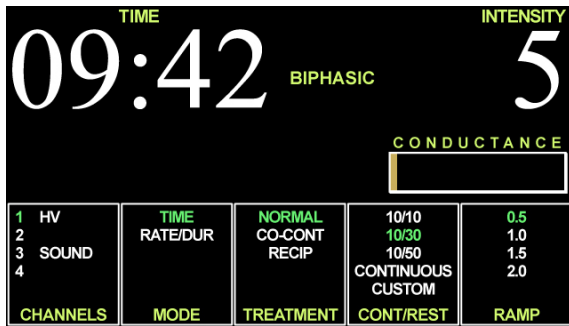 TIME
INTENSITY
09:42
BIPHASIC
5
CONDUCTANCE
1 HV
2
3 SOUND
4
CHANNELS
TIME
RATE/DUR
MODE
NORMAL
CO-CONT
RECIP
TREATMENT
10/10
10/30
10/50
CONTINUOUS
CUSTOM
CONT/REST
0.5
1.0
1.5
2.0
RAMP